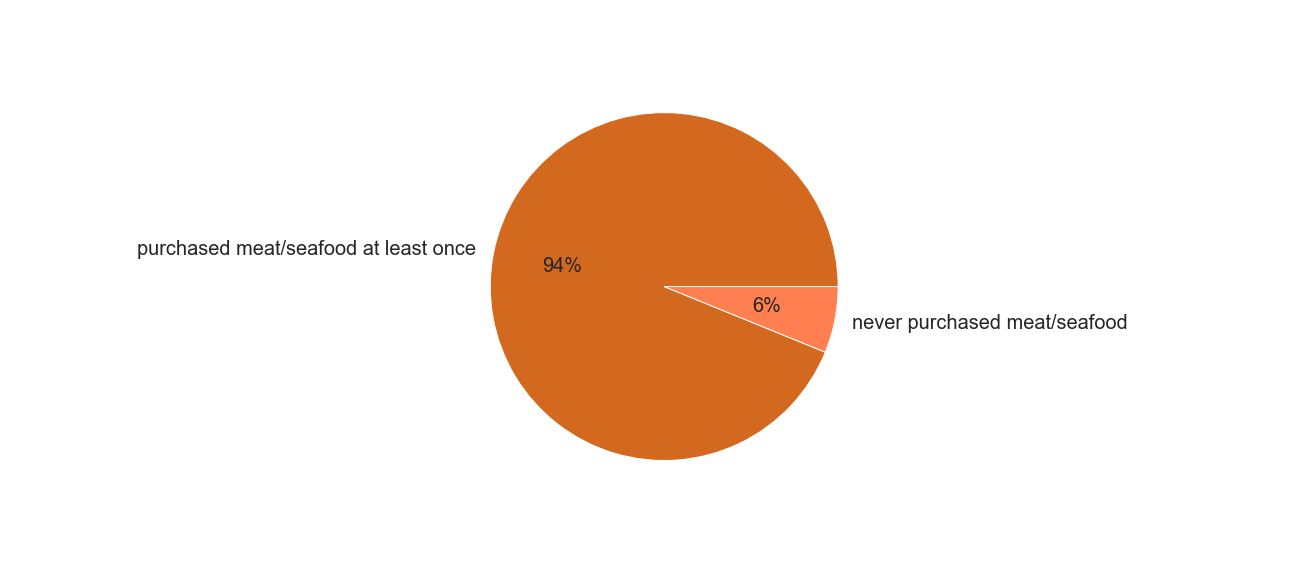 purchased meat/seafood at least once
94%
6%
never purchased meat/seafood